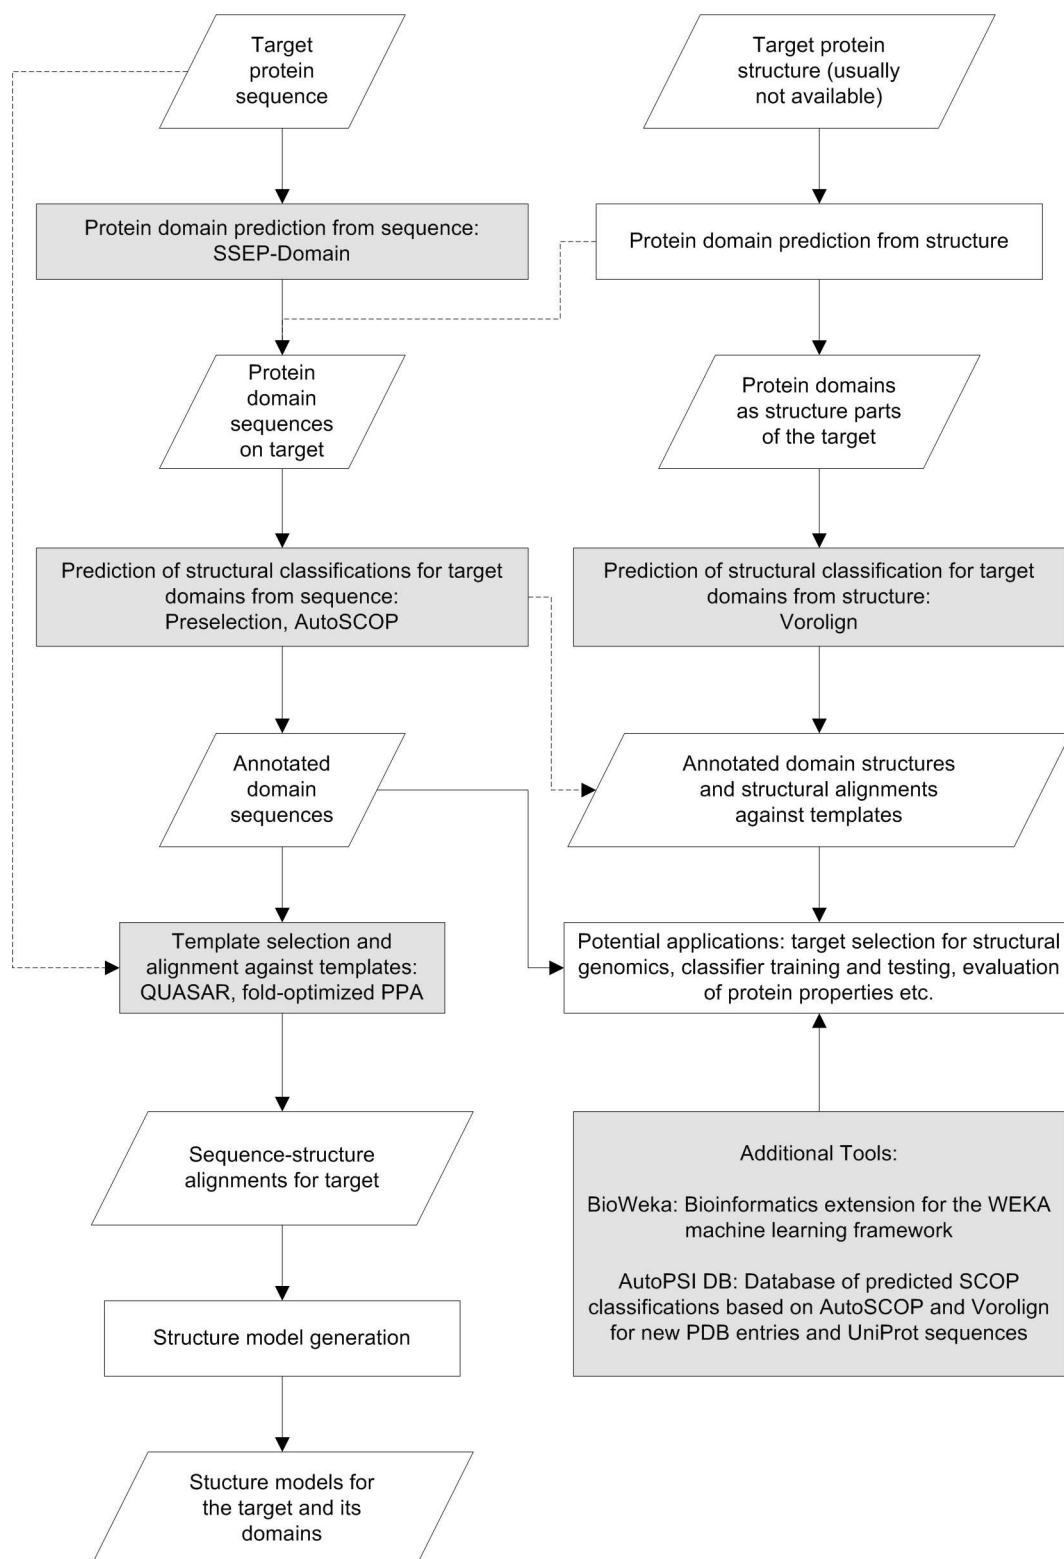 Target
protein
sequence
Target protein
structure (usually
not available)
Protein domain prediction from sequence:
SSEP-Domain
Protein domain prediction from structure
Protein
domain
sequences
on target
Protein domains
as structure parts
of the target
Prediction of structural classifications for target
domains from sequence:
Preselection, AutoSCOP
Prediction of structural classification for target
domains from structure:
Vorolign
Annotated
domain
sequences
Annotated domain structures
and structural alignments
against templates
Template selection and
alignment against templates:
QUASAR, fold-optimized PPA
Potential applications: target selection for structural
genomics, classifier training and testing, evaluation
of protein properties etc.
Sequence-structure
alignments for target
Additional Tools:
BioWeka: Bioinformatics extension for the WEKA
machine learning framework
AutoPSI DB: Database of predicted SCOP
classifications based on AutoSCOP and Vorolign
for new PDB entries and UniProt sequences
Structure model generation
Stucture models for
the target and its
domains